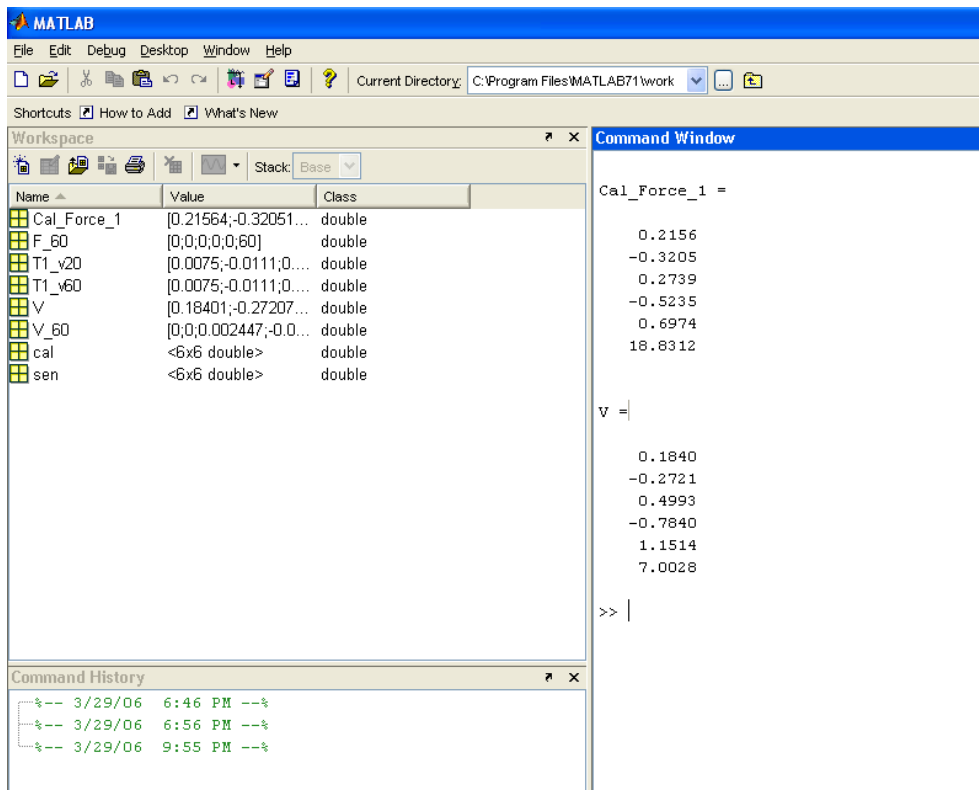 MATLAB
File Edit Debug Desktop Window Help
Current Directory: C:\Program Files\MATLAB71\work
Shortcuts How to Add What's New
Workspace
Stack: Base
Name Value Class
Cal_Force_1 [0.21564;-0.32051... double
F_60 [0;0;0;0;0;60] double
T1_v20 [0.0075;-0.0111;0.... double
T1_v60 [0.0075;-0.0111;0.... double
V [0.18401;-0.27207... double
V_60 [0;0;0.002447;-0.0... double
cal <6x6 double> double
sen <6x6 double> double
Command History
%-- 3/29/06 6:46 PM --%
%-- 3/29/06 6:56 PM --%
%-- 3/29/06 9:55 PM --%
Command Window
Cal_Force_1 =
0.2156
-0.3205
0.2739
-0.5235
0.6974
18.8312
V =
0.1840
-0.2721
0.4993
-0.7840
1.1514
7.0028
>>